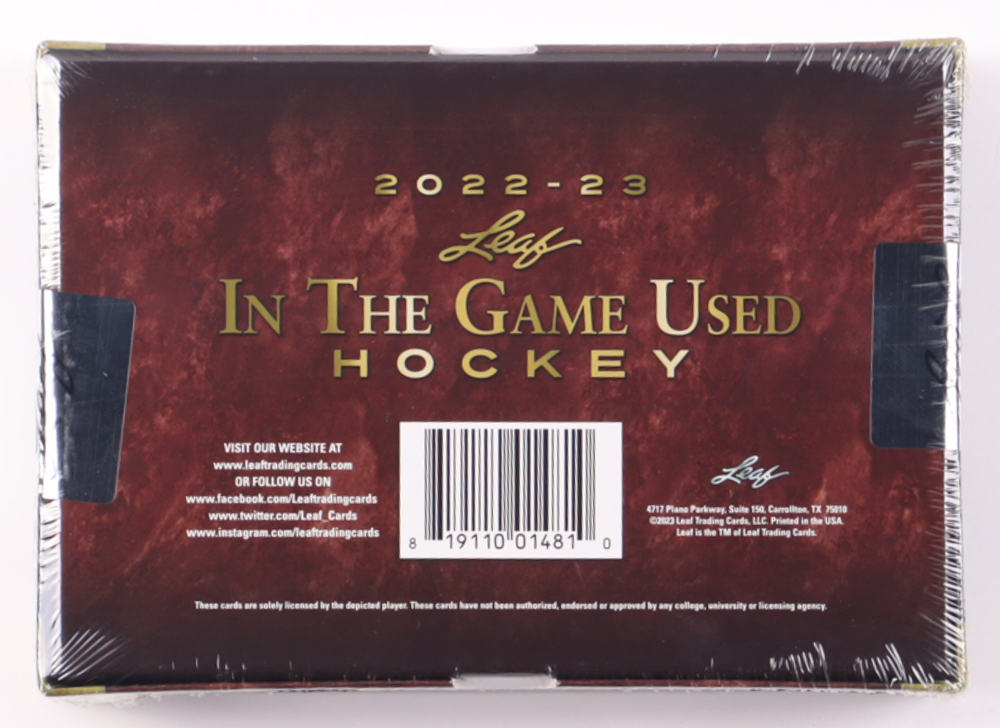 2022-23
Leaf
IN THE GAME USED
HOCKEY
VISIT OUR WEBSITE AT
www.leaftradingcards.com
OR FOLLOW US ON
www.facebook.com/Leaftradingcards
www.twitter.com/Leaf_Cards
www.instagram.com/leaftradingcards
8 19110 01481 0
Leaf
4717 Plano Parkway, Suite 150, Carrollton, TX 75010
©2023 Leaf Trading Cards, LLC. Printed in the USA.
Leaf is the TM of Leaf Trading Cards.
These cards are solely licensed by the depicted player. These cards have not been authorized, endorsed or approved by any college, university or licensing agency.